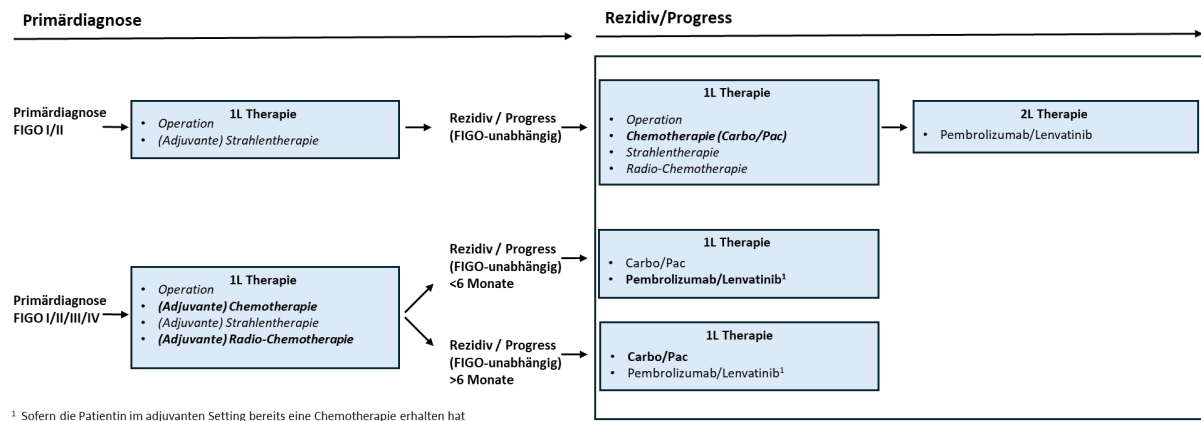 Primärdiagnose
Rezidiv/Progress
Primärdiagnose
FIGO I/II
1L Therapie
• Operation
• (Adjuvante) Strahlentherapie
Rezidiv / Progress
(FIGO-unabhängig)
1L Therapie
• Operation
• Chemotherapie (Carbo/Pac)
• Strahlentherapie
• Radio-Chemotherapie
2L Therapie
• Pembrolizumab/Lenvatinib
Primärdiagnose
FIGO I/II/III/IV
1L Therapie
• Operation
• (Adjuvante) Chemotherapie
• (Adjuvante) Strahlentherapie
• (Adjuvante) Radio-Chemotherapie
Rezidiv / Progress
(FIGO-unabhängig)
<6 Monate
1L Therapie
• Carbo/Pac
• Pembrolizumab/Lenvatinib¹
Rezidiv / Progress
(FIGO-unabhängig)
>6 Monate
1L Therapie
• Carbo/Pac
• Pembrolizumab/Lenvatinib¹
¹ Sofern die Patientin im adjuvanten Setting bereits eine Chemotherapie erhalten hat